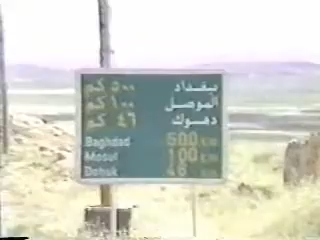 بغداد ٥٠٠ كم
الموصل ١٠٠ كم
دهوك ٤٦ كم
Baghdad 500 Km
Mosul 100 Km
Dohuk 46 Km